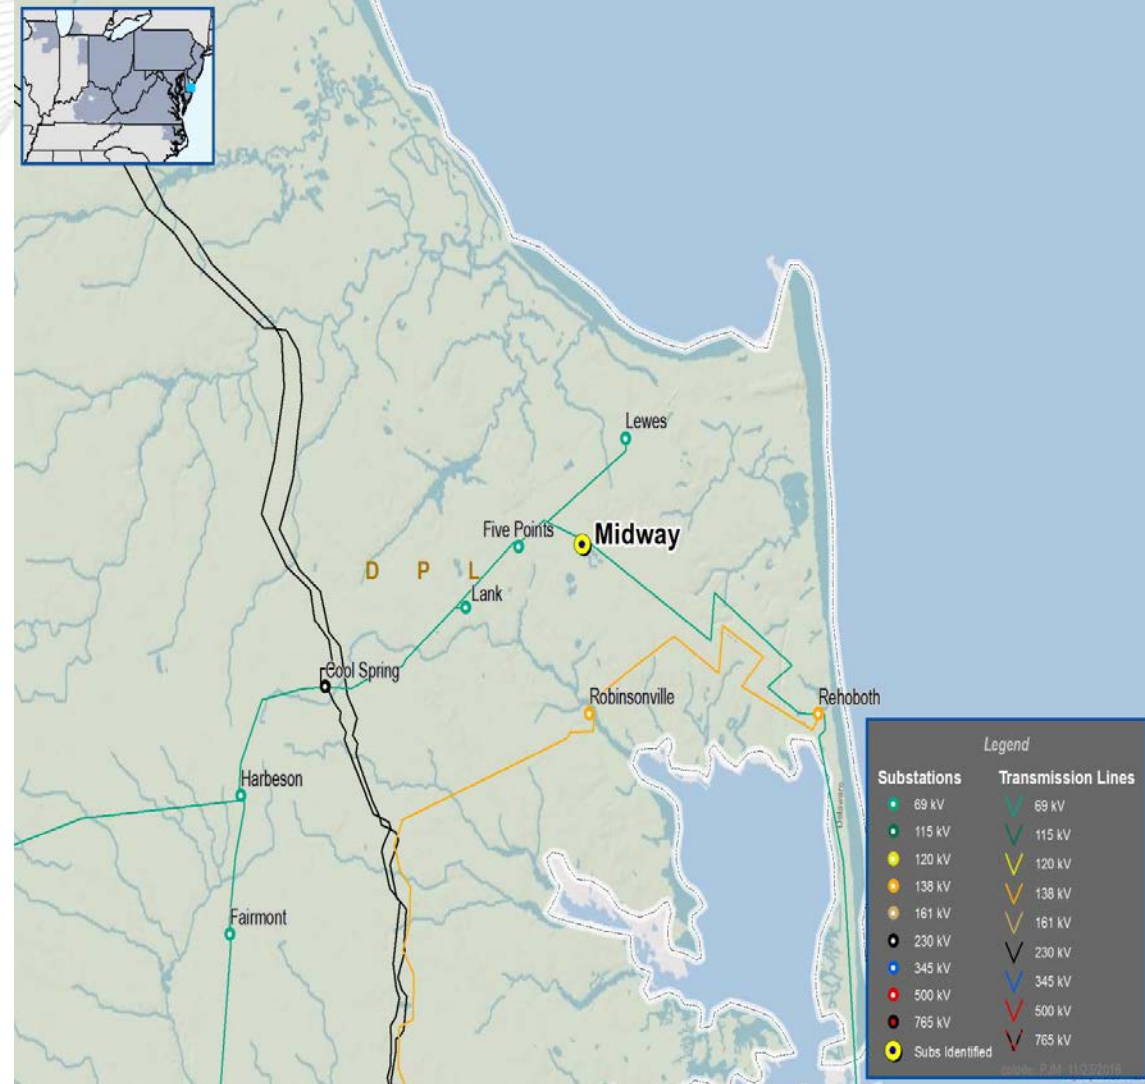 Lewes
Five Points
Midway
D P L
Lank
Cool Spring
Robinsonville
Rehoboth
Harbeson
Fairmont
Delaware
Legend
Substations
Transmission Lines
69 kV
69 kV
115 kV
115 kV
120 kV
120 kV
138 kV
138 kV
161 kV
161 kV
230 kV
230 kV
345 kV
345 kV
500 kV
500 kV
765 kV
765 kV
Subs Identified